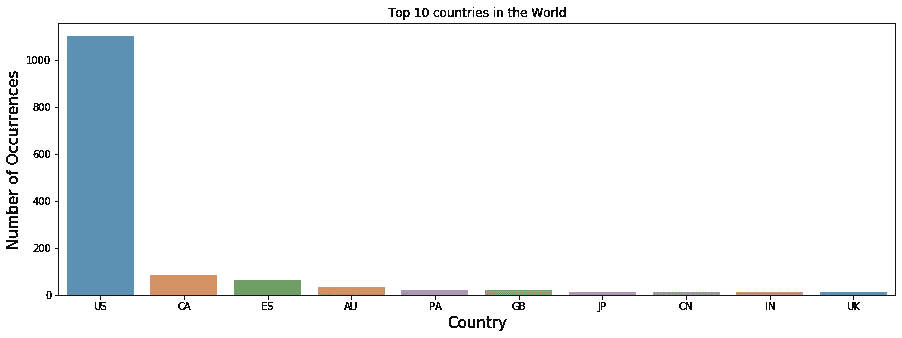 Top 10 countries in the World
Number of Occurrences
1000
800
600
400
200
0
US CA ES AU PA GB JP CN IN UK
Country